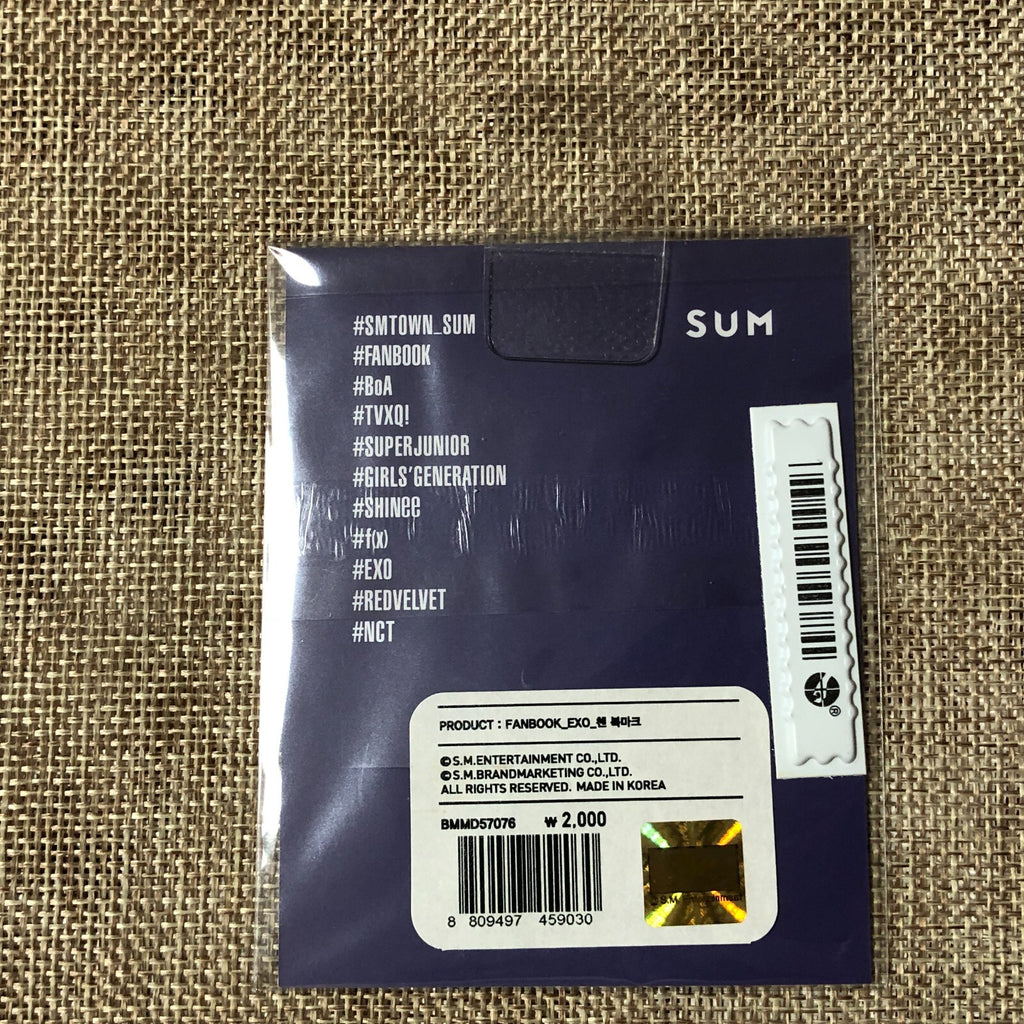 #SMTOWN_SUM
SUM
#FANBOOK
#BoA
#TVXQ!
#SUPERJUNIOR
#GIRLS'GENERATION
#SHINee
#f(x)
#EXO
#REDVELVET
#NCT
PRODUCT : FANBOOK_EXO_첸 북마크
©S.M.ENTERTAINMENT CO.,LTD.
©S.M.BRANDMARKETING CO.,LTD.
ALL RIGHTS RESERVED. MADE IN KOREA
BMMD57076 ₩ 2,000
8 809497 459030
®